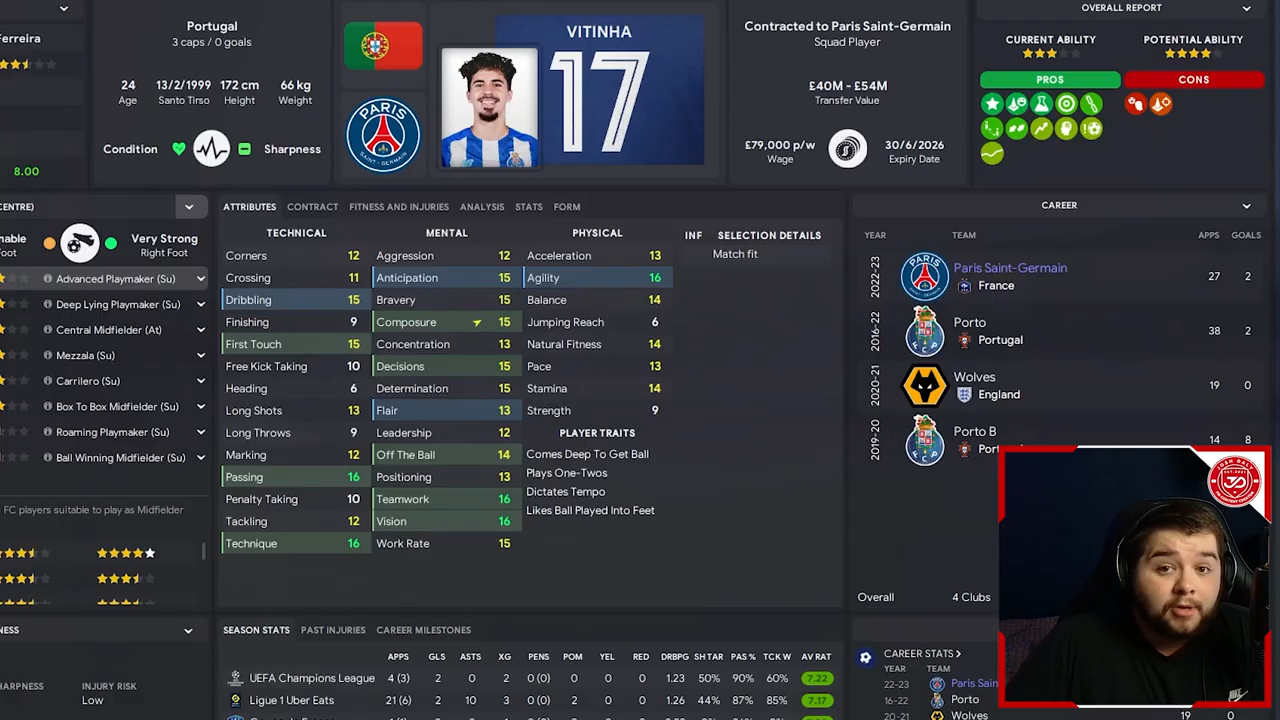 Ferreira
8.00
Portugal
3 caps / 0 goals
24
Age
13/2/1999
Santo Tirso
172 cm
Height
66 kg
Weight
Condition
Sharpness
PARIS
SAINT-GERMAIN
VITINHA
17
Contracted to Paris Saint-Germain
Squad Player
£40M - £54M
Transfer Value
£79,000 p/w
Wage
30/6/2026
Expiry Date
OVERALL REPORT
CURRENT ABILITY
POTENTIAL ABILITY
PROS
CONS
CENTRE)
Very Strong
Right Foot
Foot
Advanced Playmaker (Su)
Deep Lying Playmaker (Su)
Central Midfielder (At)
Mezzala (Su)
Carrilero (Su)
Box To Box Midfielder (Su)
Roaming Playmaker (Su)
Ball Winning Midfielder (Su)
FC players suitable to play as Midfielder
NESS
SHARPNESS
INJURY RISK
Low
ATTRIBUTES CONTRACT FITNESS AND INJURIES ANALYSIS STATS FORM
TECHNICAL
Corners 12
Crossing 11
Dribbling 15
Finishing 9
First Touch 15
Free Kick Taking 10
Heading 6
Long Shots 13
Long Throws 9
Marking 12
Passing 16
Penalty Taking 10
Tackling 12
Technique 16
MENTAL
Aggression 12
Anticipation 15
Bravery 15
Composure 15
Concentration 13
Decisions 15
Determination 15
Flair 13
Leadership 12
Off The Ball 14
Positioning 13
Teamwork 16
Vision 16
Work Rate 15
PHYSICAL
Acceleration 13
Agility 16
Balance 14
Jumping Reach 6
Natural Fitness 14
Pace 13
Stamina 14
Strength 9
PLAYER TRAITS
Comes Deep To Get Ball
Plays One-Twos
Dictates Tempo
Likes Ball Played Into Feet
INF SELECTION DETAILS
Match fit
CAREER
YEAR TEAM APPS GOALS
2022-23 Paris Saint-Germain France 27 2
2016-22 Porto Portugal 38 2
2020-21 Wolves England 19 0
2019-20 Porto B 14 8
Overall 4 Clubs
JOSH DALY
JD
SEASON STATS PAST INJURIES CAREER MILESTONES
APPS GLS ASTS XG PENS POM YEL RED DRBPG SH TAR PAS % TCK W AV RAT
UEFA Champions League 4 (3) 2 0 2 0 (0) 0 0 0 1.23 50% 90% 60% 7.22
Ligue 1 Uber Eats 21 (6) 2 10 3 0 (0) 2 0 0 1.26 44% 87% 85% 7.17
CAREER STATS >
YEAR TEAM
22-23 Paris Sain
16-22 Porto
20-21 Wolves
19 0